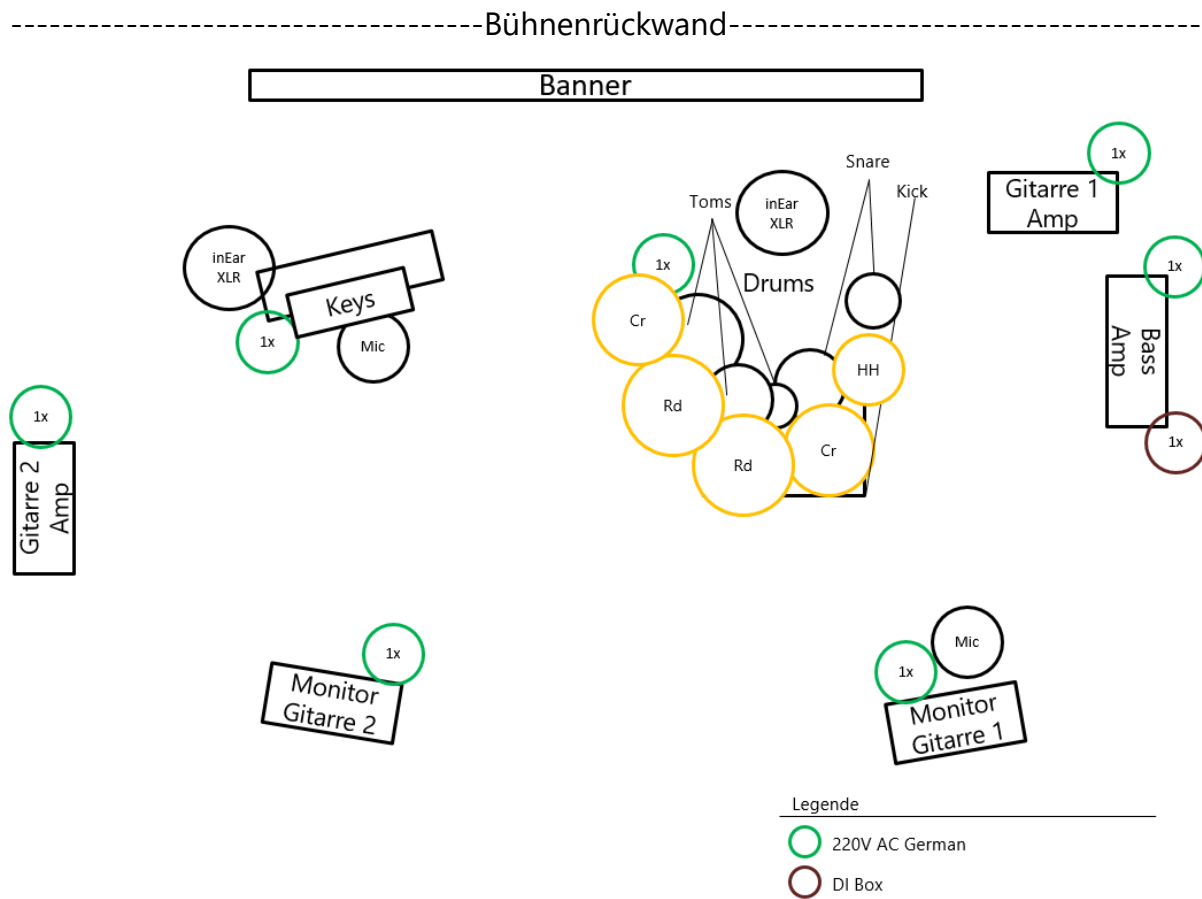 Bühnenrückwand
Banner
1x
Gitarre 1
Amp
Snare
Kick
Toms
inEar
XLR
Drums
1x
Cr
Rd
Rd
Cr
HH
inEar
XLR
Keys
1x
Mic
1x
Bass
Amp
1x
1x
Gitarre 2
Amp
1x
Monitor
Gitarre 2
Mic
1x
Monitor
Gitarre 1
Legende
220V AC German
DI Box